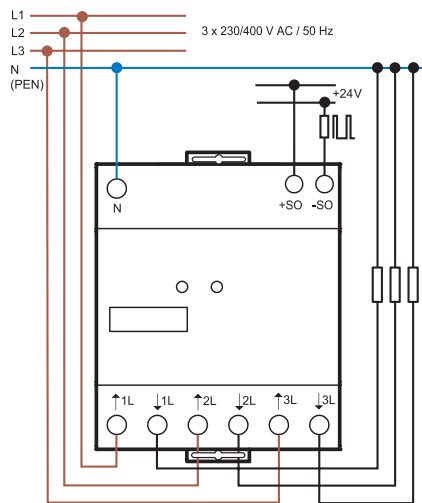 L1
L2
L3
3 x 230/400 V AC / 50 Hz
N
(PEN)
+24V
N
+SO
-SO
↑1L
↓1L
↑2L
↓2L
↑3L
↓3L